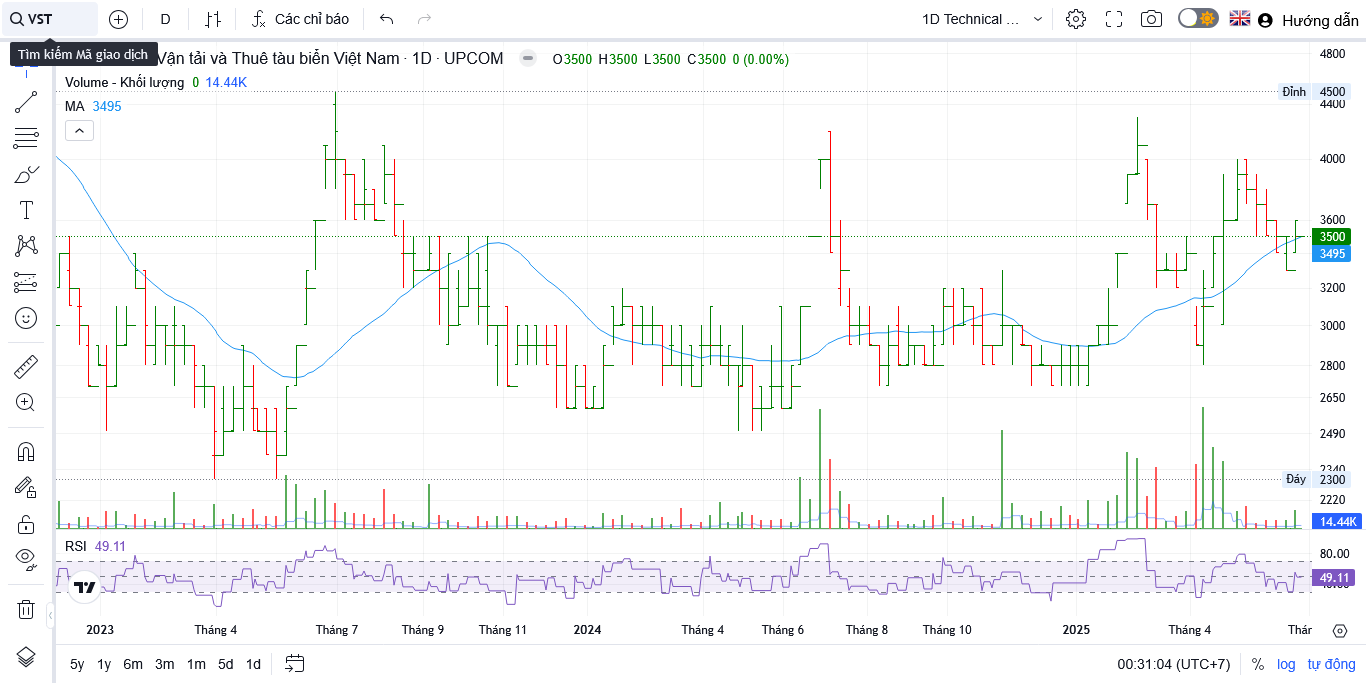 VST
D
Các chỉ báo
1D Technical ...
Hướng dẫn
Tìm kiếm Mã giao dịch
Vận tải và Thuê tàu biển Việt Nam · 1D · UPCOM
O3500 H3500 L3500 C3500 0 (0.00%)
Volume - Khối lượng 0 14.44K
MA 3495
4800
Đỉnh 4500
4400
4000
3600
3500
3495
3200
3000
2800
2650
2490
2340
Đáy 2300
2220
14.44K
RSI 49.11
80.00
49.11
2023 Tháng 4 Tháng 7 Tháng 9 Tháng 11 2024 Tháng 4 Tháng 6 Tháng 8 Tháng 10 2025 Tháng 4 Thár
5y 1y 6m 3m 1m 5d 1d
00:31:04 (UTC+7) % log tự động